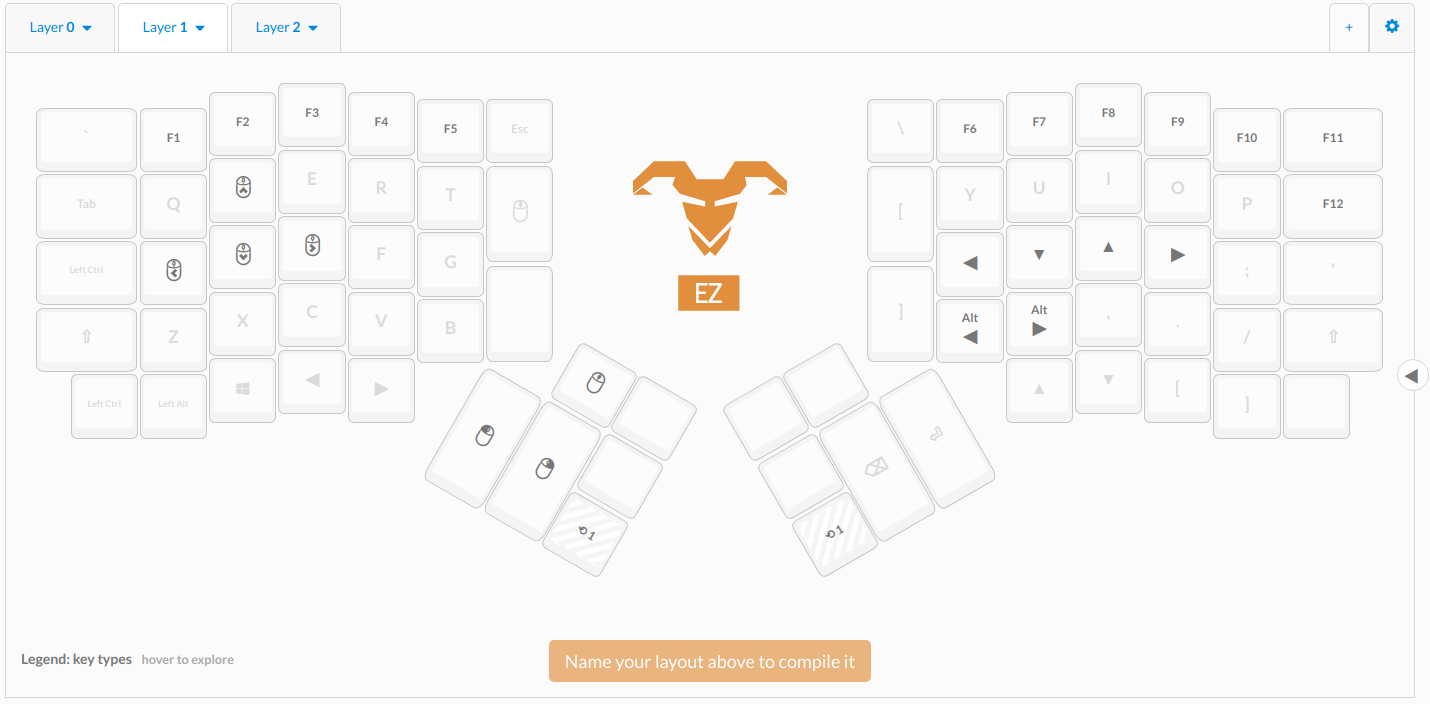 Layer 0 Layer 1 Layer 2 +
` F1 F2 F3 F4 F5 Esc \ F6 F7 F8 F9 F10 F11
Tab Q E R T [ Y U I O P F12
Left Ctrl F G ; '
Z X C V B ] Alt Alt , . /
Left Ctrl Left Alt [ ]
1 1
EZ
Legend: key types hover to explore
Name your layout above to compile it